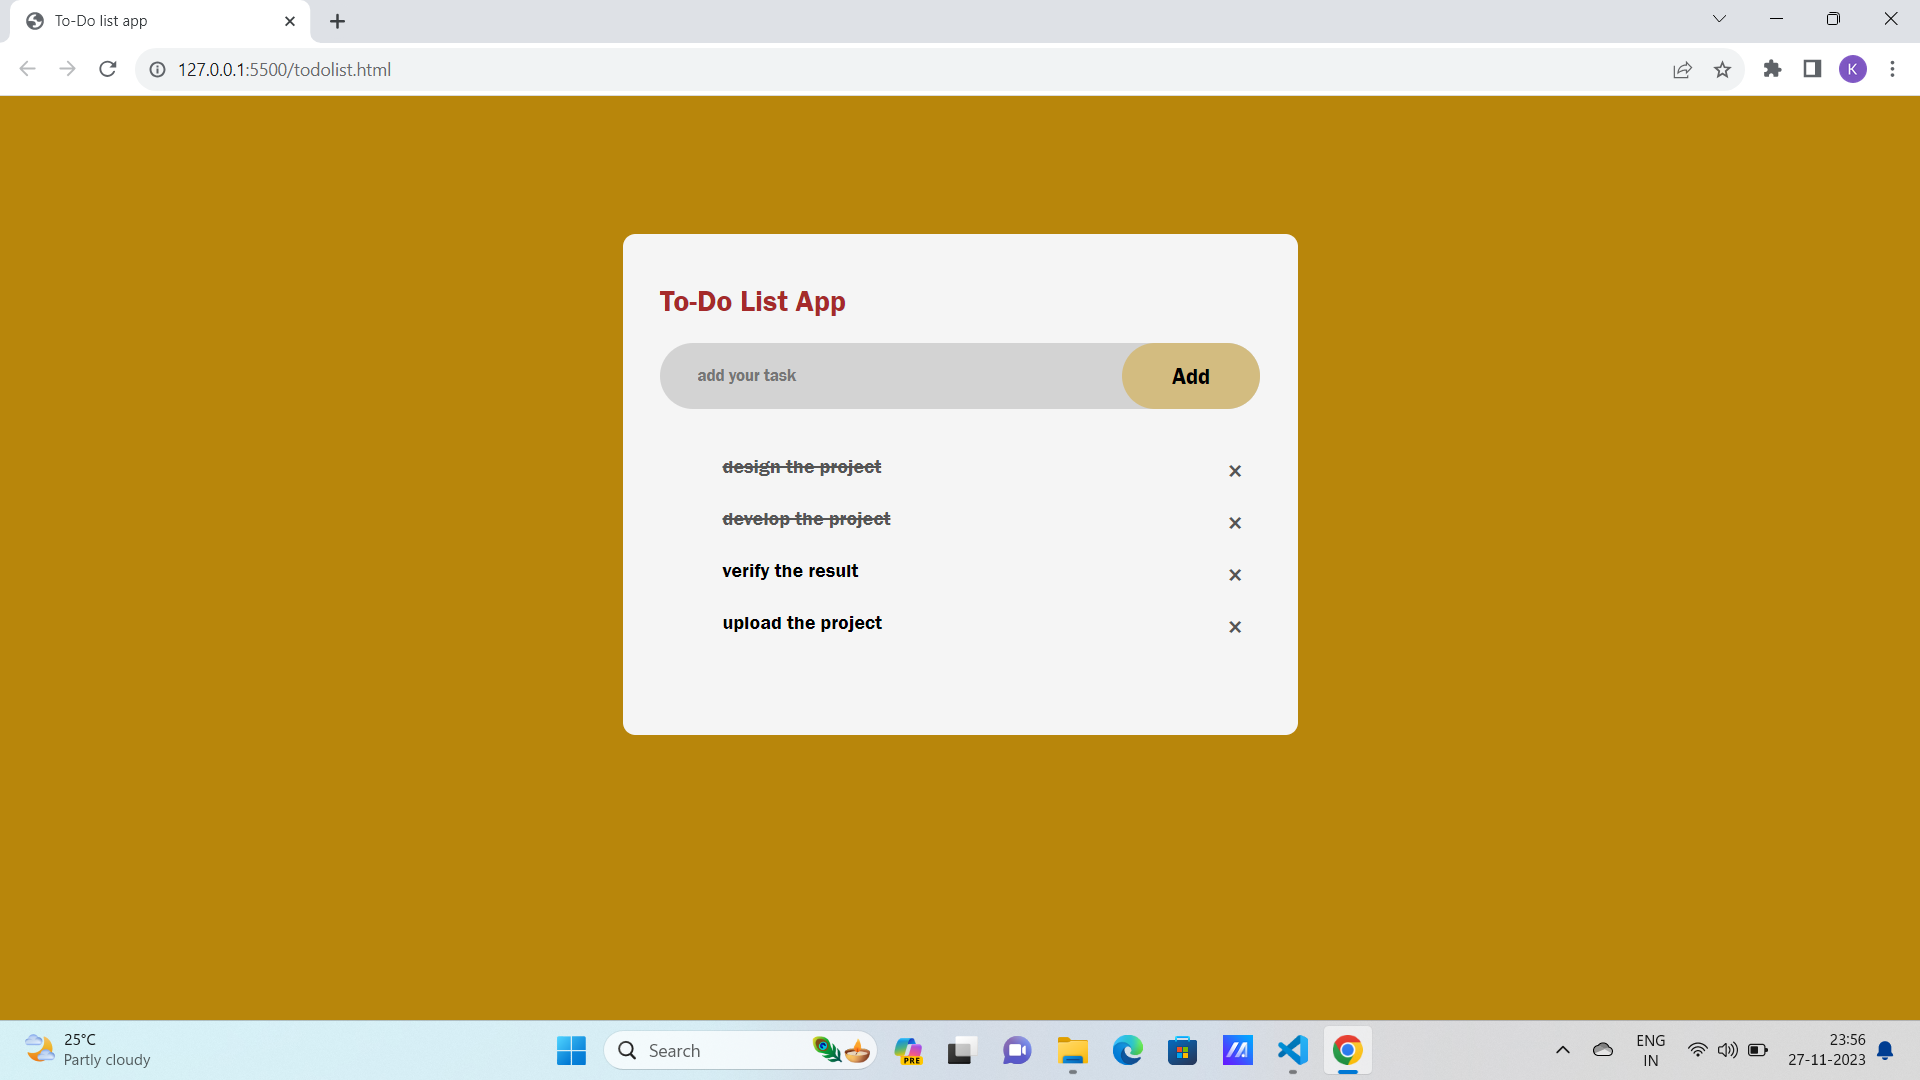 To-Do list app
127.0.0.1:5500/todolist.html
K
To-Do List App
add your task
Add
design the project
×
develop the project
×
verify the result
×
upload the project
×
25°C
Partly cloudy
Search
PRE
ENG
IN
23:56
27-11-2023